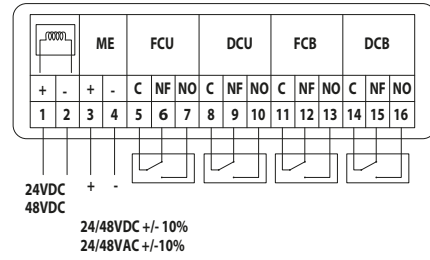 ME FCU DCU FCB DCB
+ - + - C NF NO C NF NO C NF NO C NF NO
1 2 3 4 5 6 7 8 9 10 11 12 13 14 15 16
24VDC + -
48VDC
24/48VDC +/- 10%
24/48VAC +/-10%